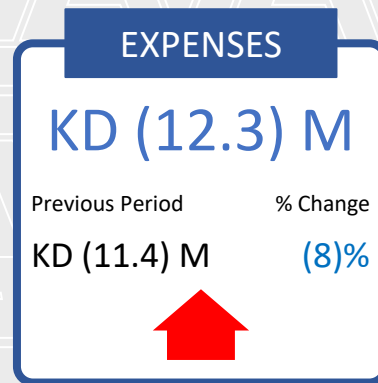 EXPENSES
KD (12.3) M
Previous Period % Change
KD (11.4) M (8)%